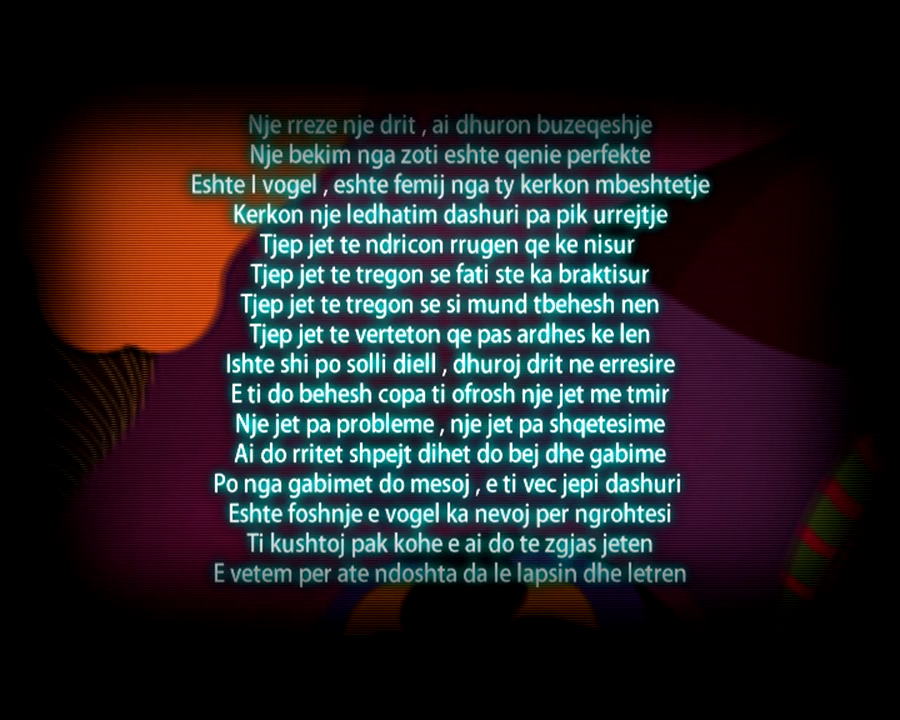 Nje rreze nje drit , ai dhuron buzeqeshje
Nje bekim nga zoti eshte qenie perfekte
Eshte I vogel , eshte femij nga ty kerkon mbeshtetje
Kerkon nje ledhatim dashuri pa pik urrejtje
Tjep jet te ndricon rrugen qe ke nisur
Tjep jet te tregon se fati ste ka braktisur
Tjep jet te tregon se si mund tbehesh nen
Tjep jet te verteton qe pas ardhes ke len
Ishte shi po solli diell , dhuroj drit ne erresire
E ti do behesh copa ti ofrosh nje jet me tmir
Nje jet pa probleme , nje jet pa shqetesime
Ai do rritet shpejt dihet do bej dhe gabime
Po nga gabimet do mesoj , e ti vec jepi dashuri
Eshte foshnje e vogel ka nevoj per ngrohtesi
Ti kushtoj pak kohe e ai do te zgjas jeten
E vetem per ate ndoshta da le lapsin dhe letren